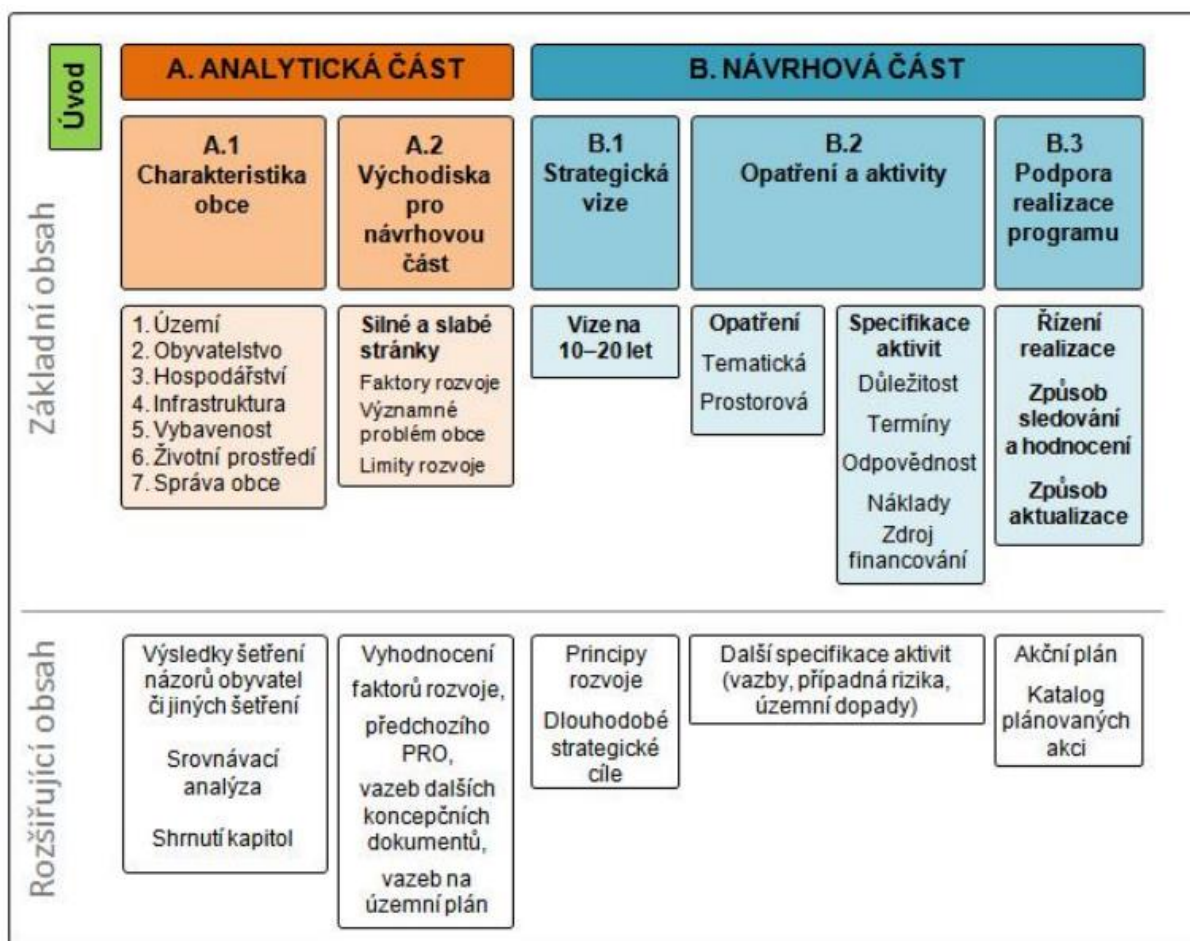 Úvod
A. ANALYTICKÁ ČÁST
B. NÁVRHOVÁ ČÁST
Základní obsah
A.1
Charakteristika
obce
A.2
Východiska
pro
návrhovou
část
B.1
Strategická
vize
B.2
Opatření a aktivity
B.3
Podpora
realizace
programu
1. Území
2. Obyvatelstvo
3. Hospodářství
4. Infrastruktura
5. Vybavenost
6. Životní prostředí
7. Správa obce
Silné a slabé
stránky
Faktory rozvoje
Významné
problém obce
Limity rozvoje
Vize na
10–20 let
Opatření
Tematická
Prostorová
Specifikace
aktivit
Důležitost
Termíny
Odpovědnost
Náklady
Zdroj
financování
Řízení
realizace
Způsob
sledování
a hodnocení
Způsob
aktualizace
Rozšiřující obsah
Výsledky šetření
názorů obyvatel
či jiných šetření
Srovnávací
analýza
Shrnutí kapitol
Vyhodnocení
faktorů rozvoje,
předchozího
PRO,
vazeb dalších
koncepčních
dokumentů,
vazeb na
územní plán
Principy
rozvoje
Dlouhodobé
strategické
cíle
Další specifikace aktivit
(vazby, případná rizika,
územní dopady)
Akční plán
Katalog
plánovaných
akci